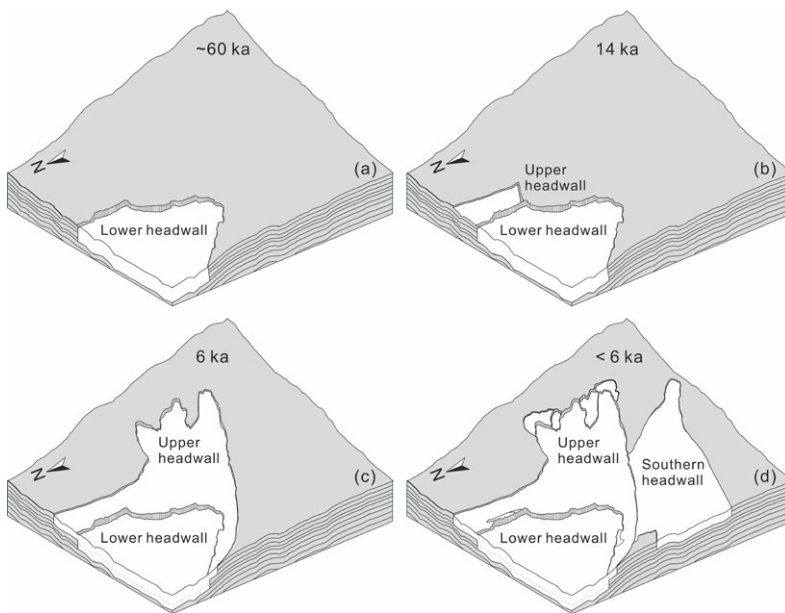 ~60 ka
N
(a)
Lower headwall
14 ka
N
(b)
Upper
headwall
Lower headwall
6 ka
N
(c)
Upper
headwall
Lower headwall
< 6 ka
N
(d)
Upper
headwall
Southern
headwall
Lower headwall